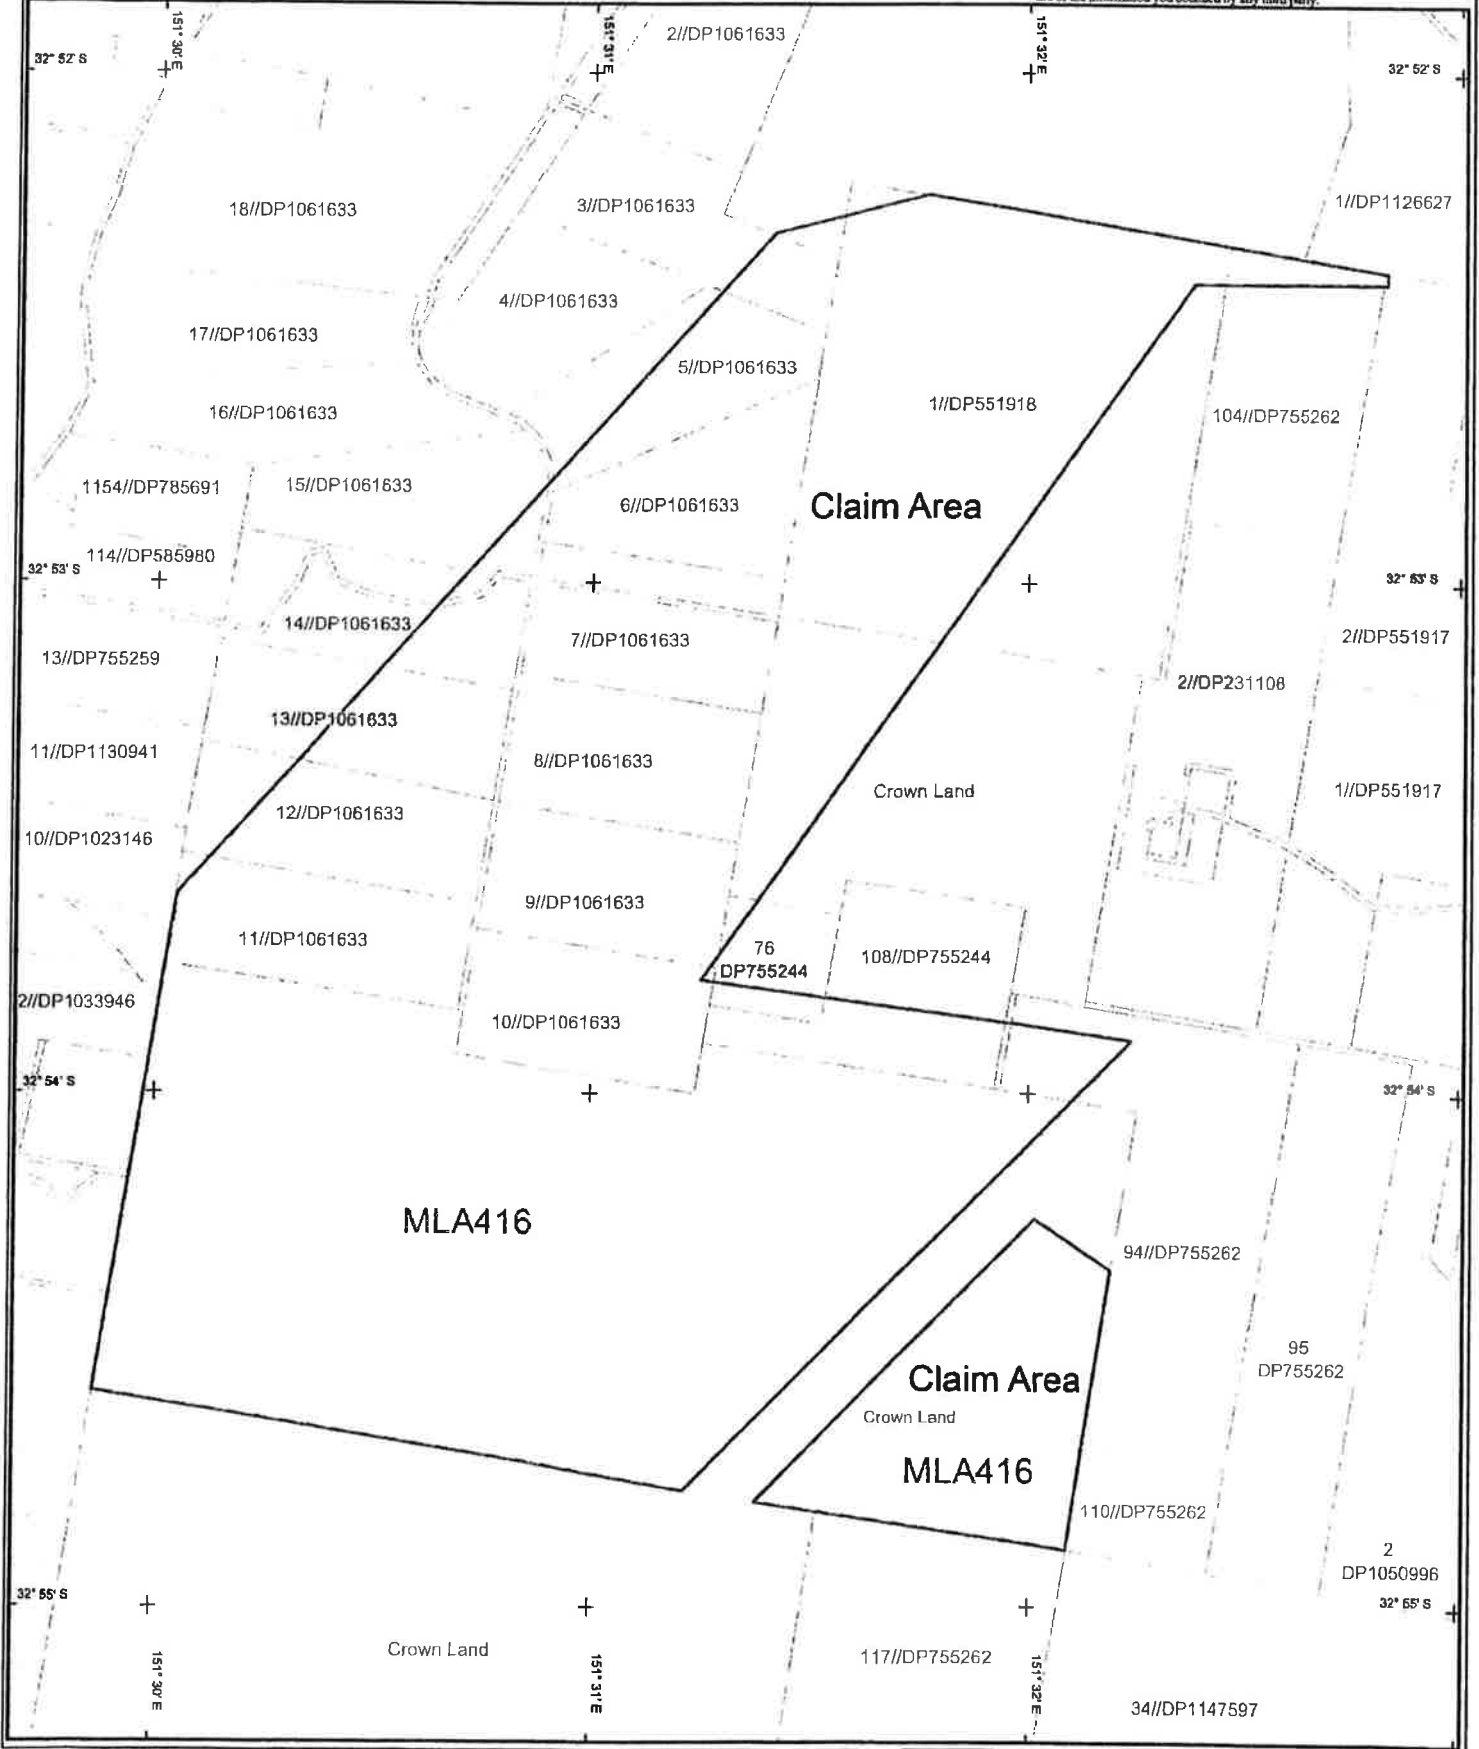 151° 30' E
151° 31' E
2//DP1061633
151° 32' E
32° 52' S
32° 52' S
18//DP1061633
3//DP1061633
1//DP1126627
4//DP1061633
17//DP1061633
5//DP1061633
16//DP1061633
1//DP551918
104//DP755262
1154//DP785691
15//DP1061633
6//DP1061633
Claim Area
114//DP585980
32° 53' S
32° 53' S
14//DP1061633
7//DP1061633
2//DP551917
13//DP755259
2//DP231108
13//DP1061633
11//DP1130941
8//DP1061633
Crown Land
1//DP551917
12//DP1061633
10//DP1023146
9//DP1061633
11//DP1061633
76
DP755244
108//DP755244
2//DP1033946
10//DP1061633
32° 54' S
32° 54' S
MLA416
94//DP755262
95
DP755262
Claim Area
Crown Land
MLA416
110//DP755262
2
DP1050996
32° 55' S
32° 55' S
Crown Land
117//DP755262
151° 30' E
151° 31' E
151° 32' E
34//DP1147597